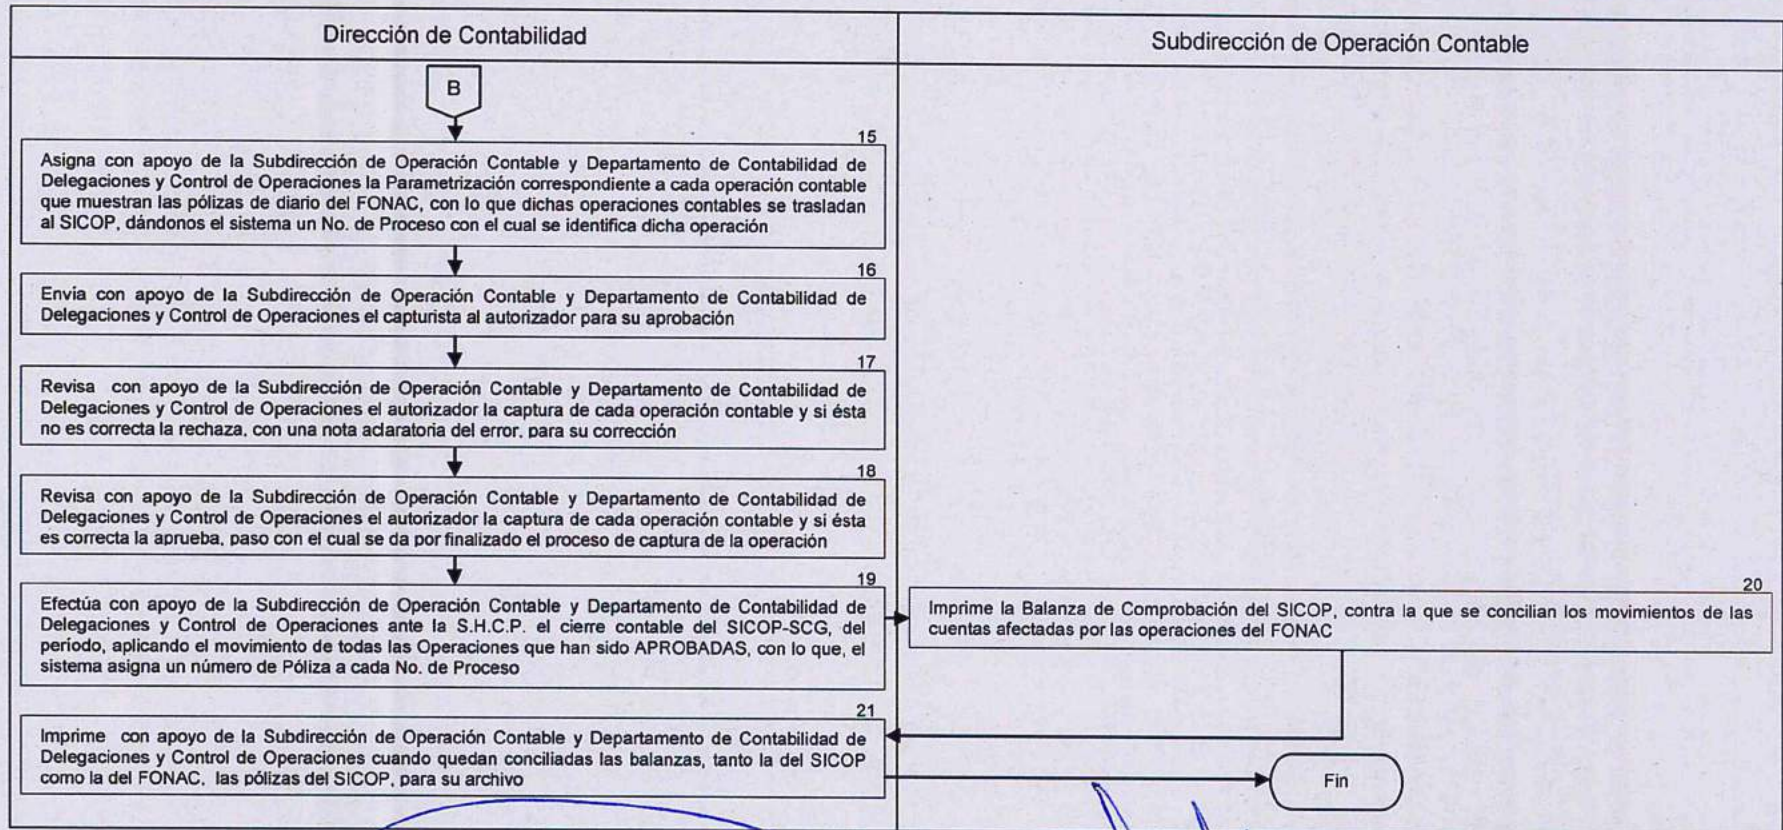 Dirección de Contabilidad
Subdirección de Operación Contable
B
15
Asigna con apoyo de la Subdirección de Operación Contable y Departamento de Contabilidad de
Delegaciones y Control de Operaciones la Parametrización correspondiente a cada operación contable
que muestran las pólizas de diario del FONAC, con lo que dichas operaciones contables se trasladan
al SICOP, dándonos el sistema un No. de Proceso con el cual se identifica dicha operación
16
Envía con apoyo de la Subdirección de Operación Contable y Departamento de Contabilidad de
Delegaciones y Control de Operaciones el capturista al autorizador para su aprobación
17
Revisa con apoyo de la Subdirección de Operación Contable y Departamento de Contabilidad de
Delegaciones y Control de Operaciones el autorizador la captura de cada operación contable y si ésta
no es correcta la rechaza, con una nota aclaratoria del error, para su corrección
18
Revisa con apoyo de la Subdirección de Operación Contable y Departamento de Contabilidad de
Delegaciones y Control de Operaciones el autorizador la captura de cada operación contable y si ésta
es correcta la aprueba, paso con el cual se da por finalizado el proceso de captura de la operación
19
Efectúa con apoyo de la Subdirección de Operación Contable y Departamento de Contabilidad de
Delegaciones y Control de Operaciones ante la S.H.C.P. el cierre contable del SICOP-SCG, del
período, aplicando el movimiento de todas las Operaciones que han sido APROBADAS, con lo que, el
sistema asigna un número de Póliza a cada No. de Proceso
20
Imprime la Balanza de Comprobación del SICOP, contra la que se concilian los movimientos de las
cuentas afectadas por las operaciones del FONAC
21
Imprime con apoyo de la Subdirección de Operación Contable y Departamento de Contabilidad de
Delegaciones y Control de Operaciones cuando quedan conciliadas las balanzas, tanto la del SICOP
como la del FONAC, las pólizas del SICOP, para su archivo
Fin